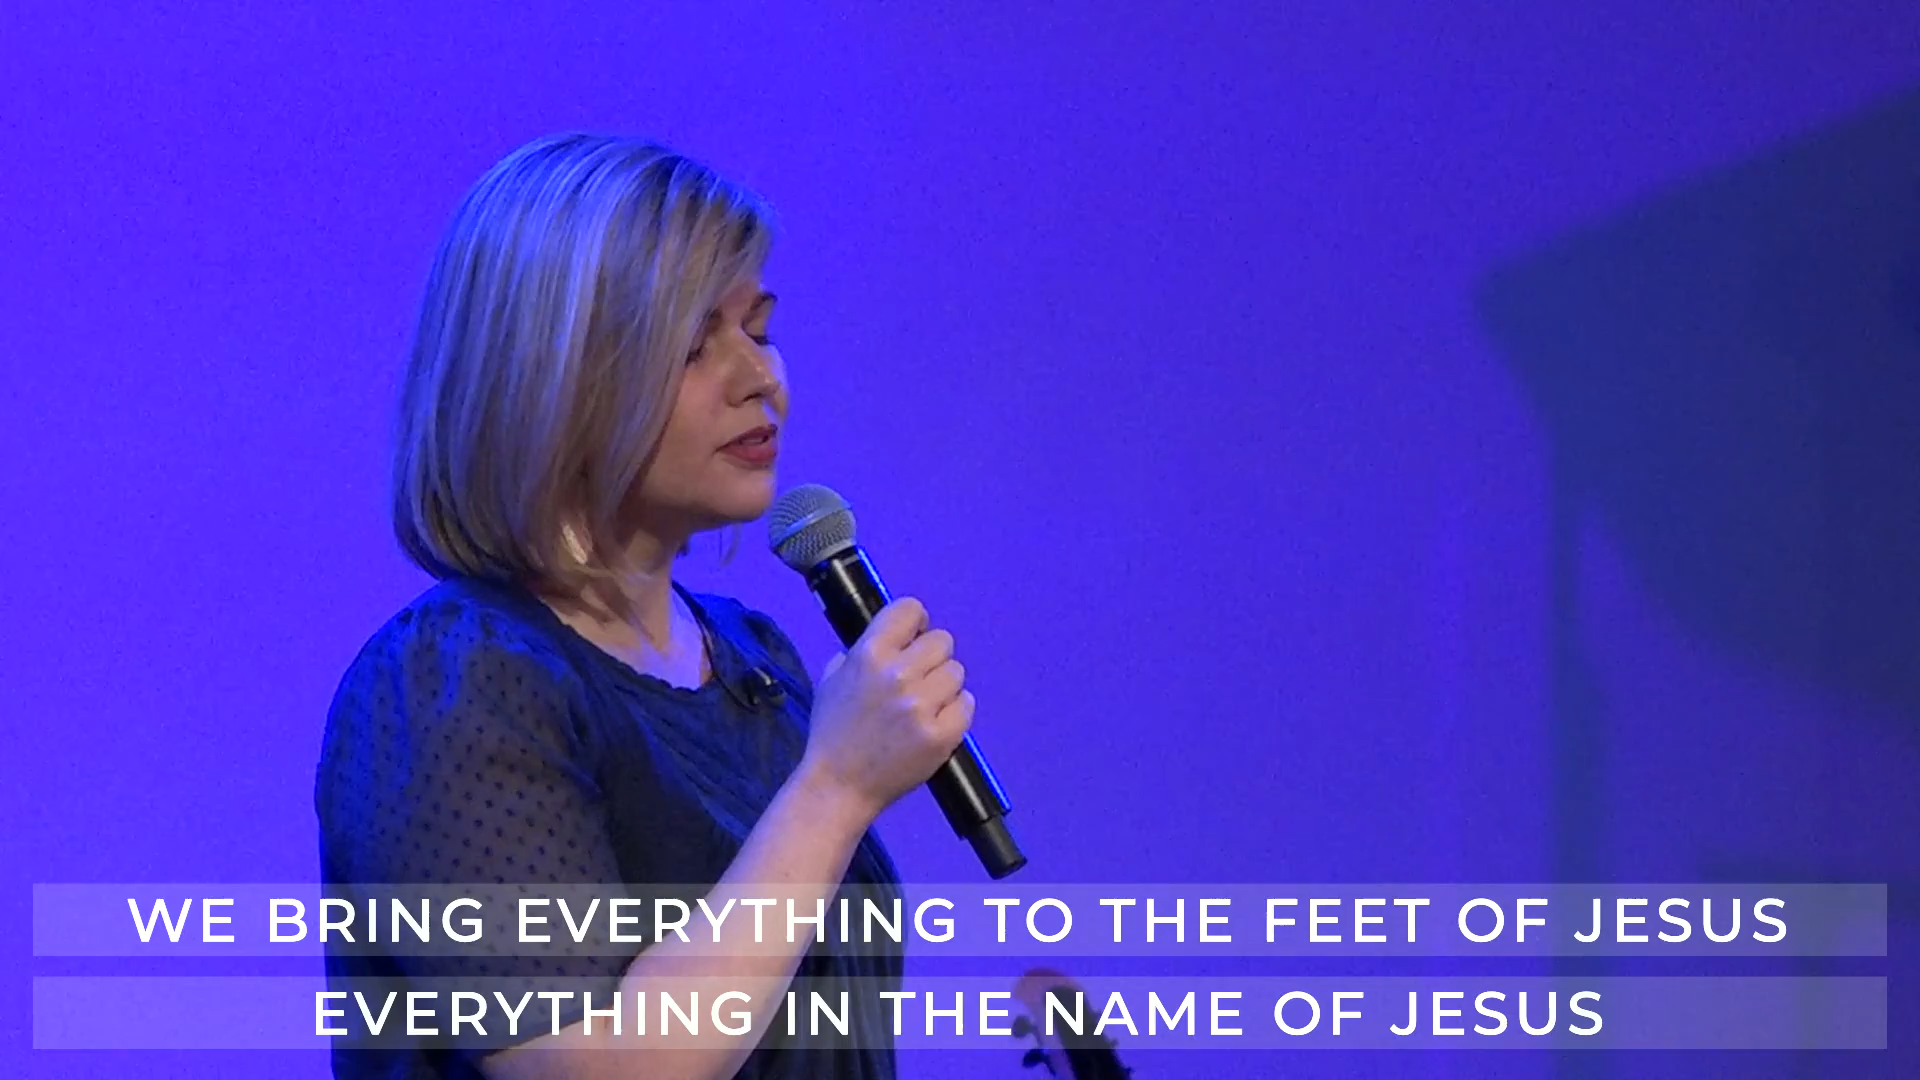 WE BRING EVERYTHING TO THE FEET OF JESUS
EVERYTHING IN THE NAME OF JESUS